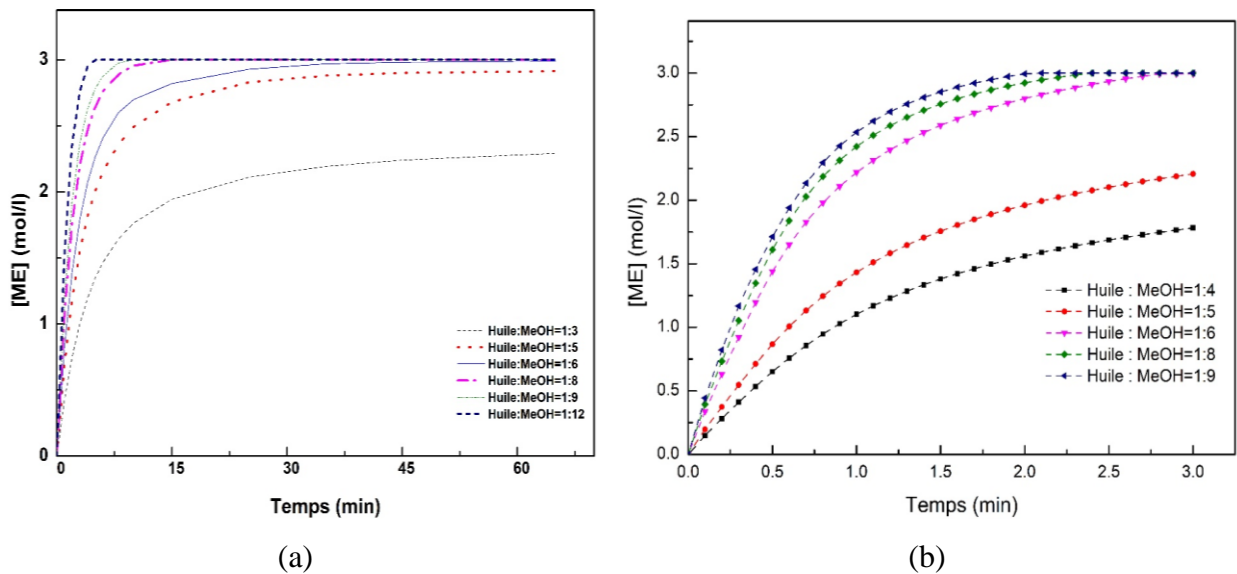 3
2
1
0
[ME] (mol/l)
Huile:MeOH=1:3
Huile:MeOH=1:5
Huile:MeOH=1:6
Huile:MeOH=1:8
Huile:MeOH=1:9
Huile:MeOH=1:12
0 15 30 45 60
Temps (min)
(a)
3.0
2.5
2.0
1.5
1.0
0.5
0.0
[ME] (mol/l)
Huile : MeOH=1:4
Huile : MeOH=1:5
Huile : MeOH=1:6
Huile : MeOH=1:8
Huile : MeOH=1:9
0.0 0.5 1.0 1.5 2.0 2.5 3.0
Temps (min)
(b)